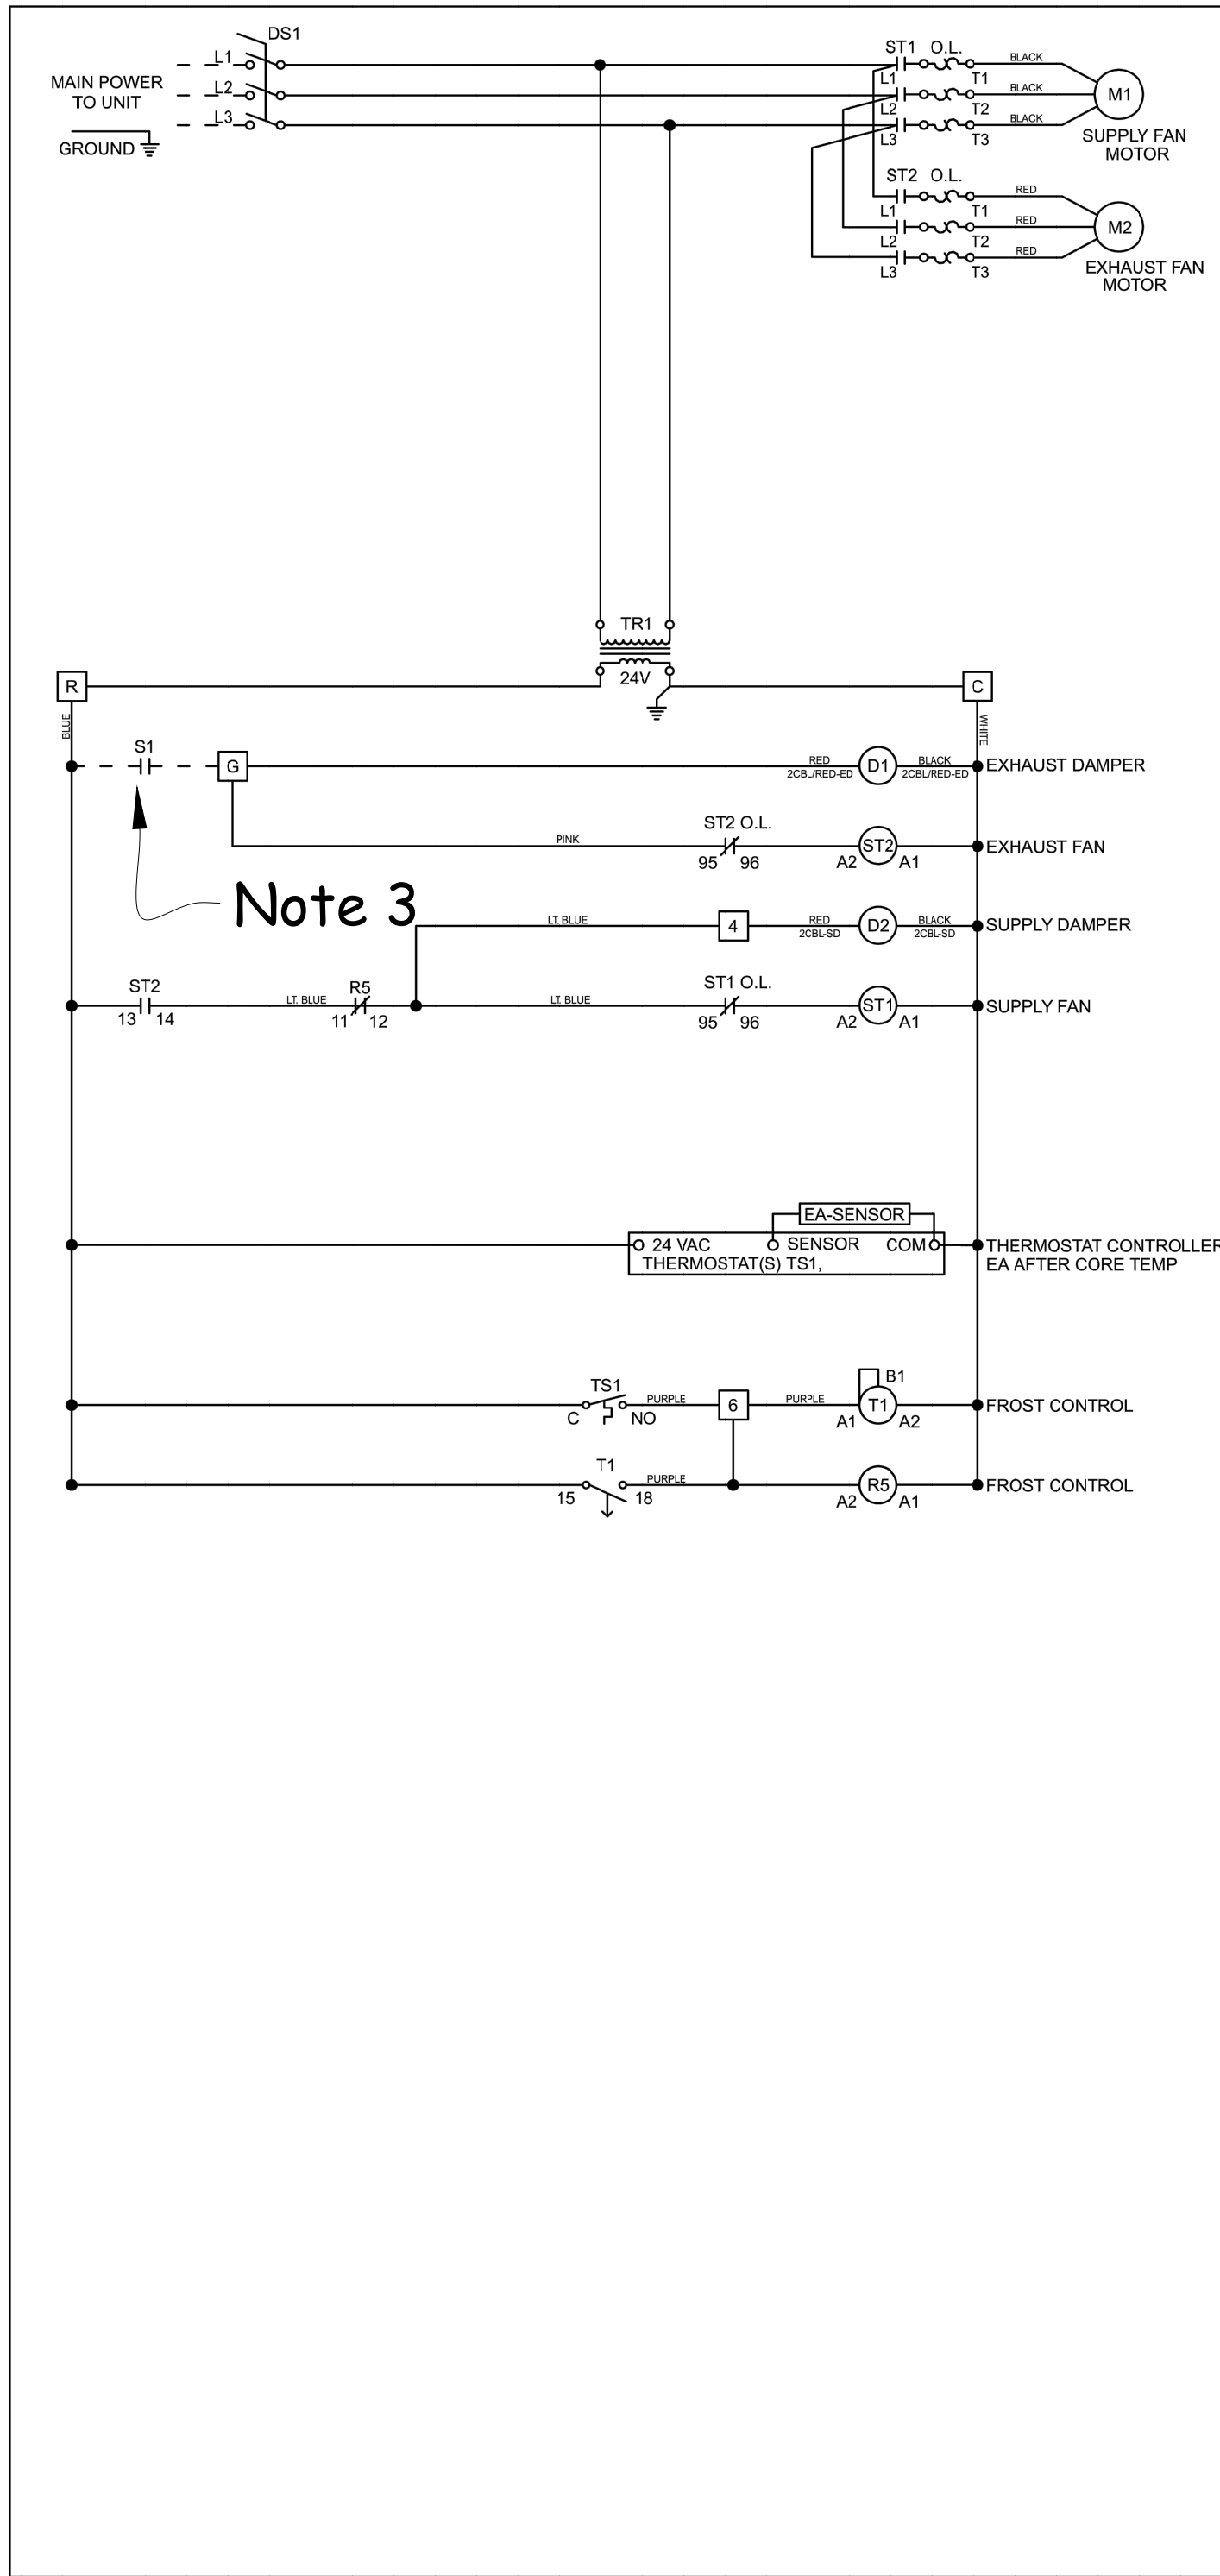 DS1
L1
MAIN POWER
TO UNIT
L2
L3
GROUND
ST1 O.L.
BLACK
L1 T1
BLACK
L2 T2
BLACK
L3 T3
M1
SUPPLY FAN
MOTOR
ST2 O.L.
RED
L1 T1
RED
L2 T2
RED
L3 T3
M2
EXHAUST FAN
MOTOR
TR1
24V
R
C
BLUE
WHITE
S1
G
RED
2CBL/RED-ED
D1
BLACK
2CBL/RED-ED
EXHAUST DAMPER
PINK
ST2 O.L.
95 96
A2 ST2 A1
EXHAUST FAN
Note 3
LT. BLUE
4
RED
2CBL-SD
D2
BLACK
2CBL-SD
SUPPLY DAMPER
ST2
13 14
LT. BLUE
R5
11 12
LT. BLUE
ST1 O.L.
95 96
A2 ST1 A1
SUPPLY FAN
EA-SENSOR
24 VAC SENSOR COM
THERMOSTAT(S) TS1,
THERMOSTAT CONTROLLER
EA AFTER CORE TEMP
TS1
C NO
PURPLE
6
PURPLE
B1
A1 T1 A2
FROST CONTROL
T1
15 18
PURPLE
A2 R5 A1
FROST CONTROL